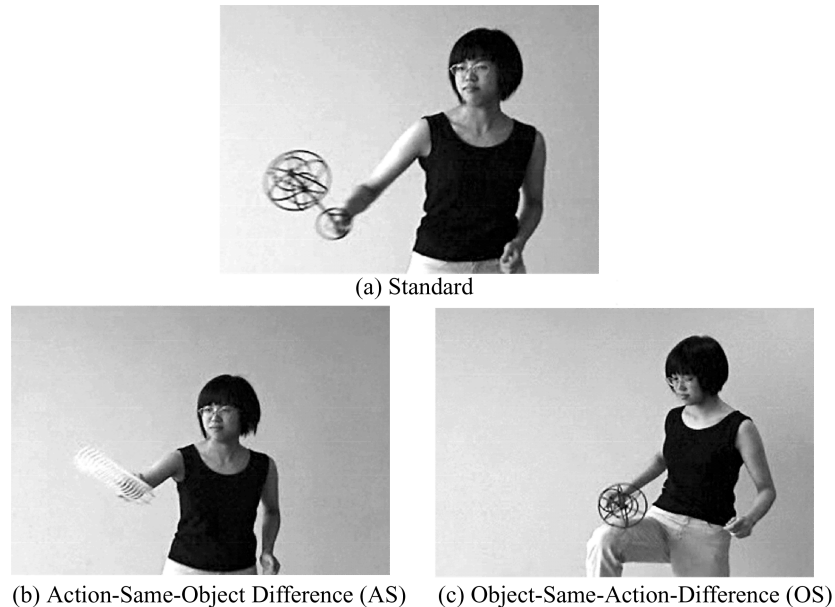 (a) Standard
(b) Action-Same-Object Difference (AS)
(c) Object-Same-Action-Difference (OS)